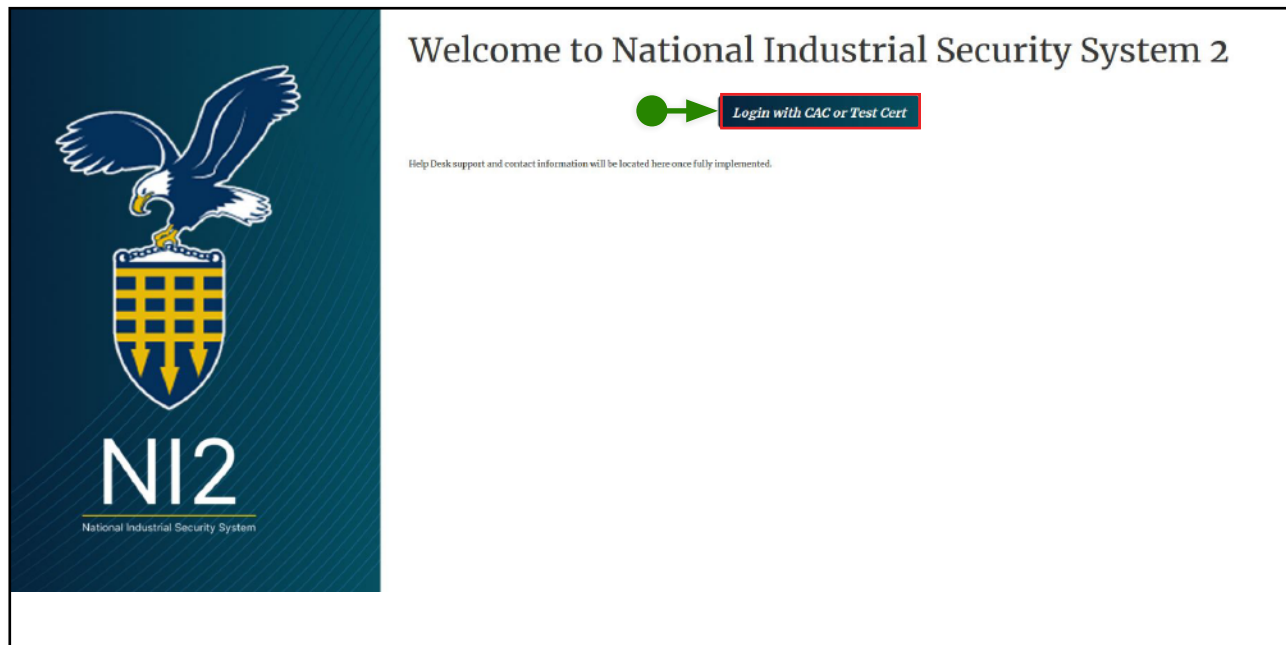 Welcome to National Industrial Security System 2
Login with CAC or Test Cert
Help Desk support and contact information will be located here once fully implemented.
NI2
National Industrial Security System